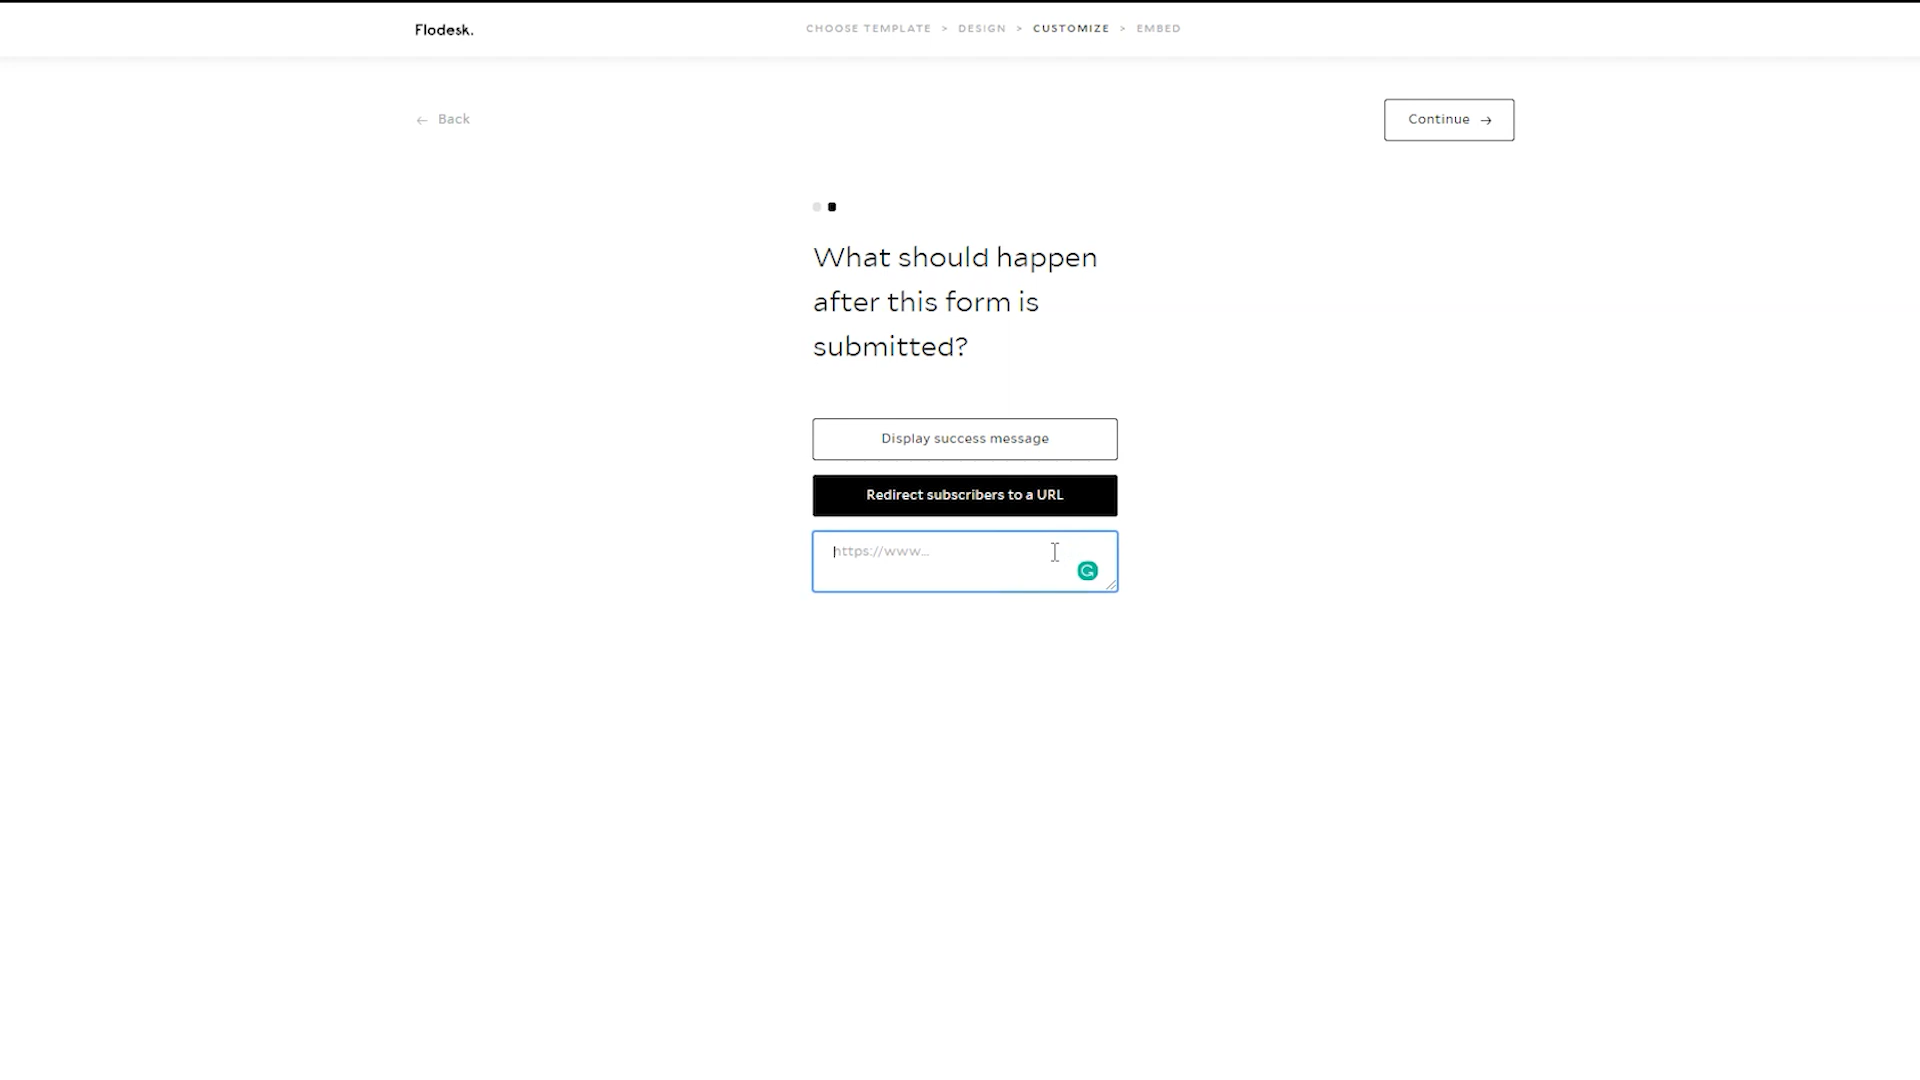 Flodesk.
CHOOSE TEMPLATE > DESIGN > CUSTOMIZE > EMBED
← Back
Continue →
What should happen
after this form is
submitted?
Display success message
Redirect subscribers to a URL
https://www...